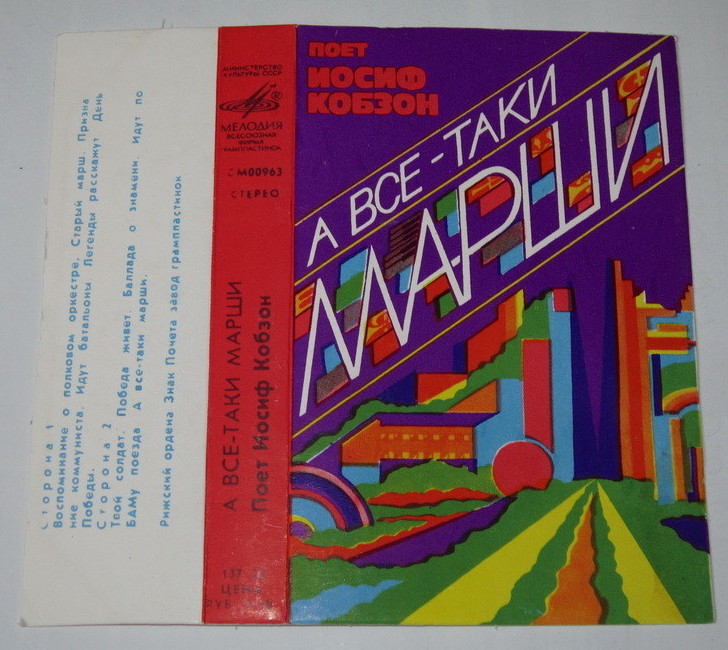 Сторона 1
Воспоминание о полковом оркестре. Старый марш. Призна
ние коммуниста. Идут батальоны Легенды расскажут День
Победы.
Сторона 2
Твой солдат. Победа живет. Баллада о знамени. Идут по
БАМу поезда А все-таки марши.
Рижский ордена Знак Почета завод грампластинок
МИНИСТЕРСТВО
КУЛЬТУРЫ СССР
®
МЕЛОДИЯ
ВСЕСОЮЗНАЯ
ФИРМА
ГРАМПЛАСТИНОК
СМ00963
СТЕРЕО
А ВСЕ-ТАКИ МАРШИ
Поет Иосиф Кобзон
ЦЕНА
РУБ
ПОЕТ
ИОСИФ
КОБЗОН
А ВСЕ-ТАКИ
МАРШИ